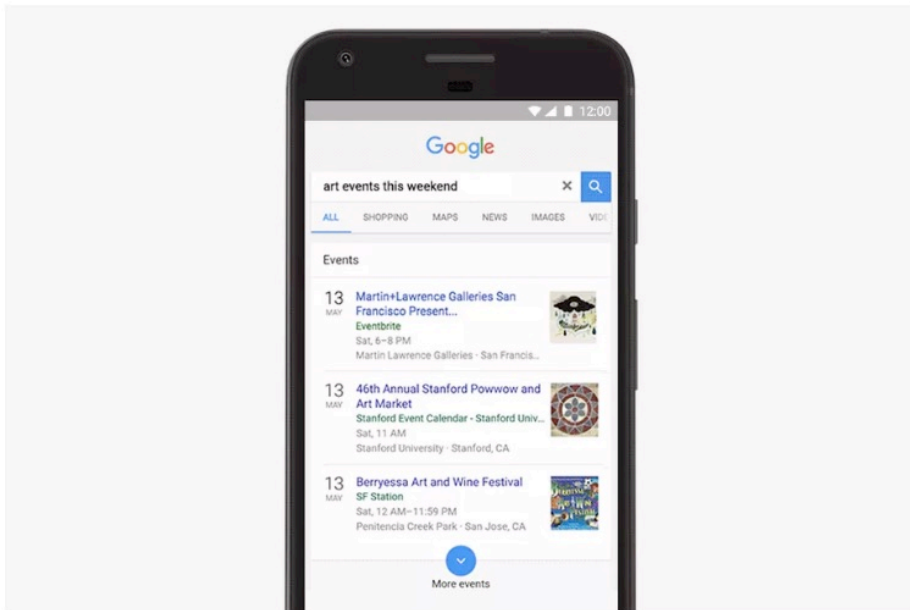 12:00
Google
art events this weekend
ALL SHOPPING MAPS NEWS IMAGES
Events
13 MAY
Martin+Lawrence Galleries San
Francisco Present...
Eventbrite
Sat, 6–8 PM
Martin Lawrence Galleries · San Francis...
13 MAY
46th Annual Stanford Powwow and
Art Market
Stanford Event Calendar - Stanford Univ...
Sat, 11 AM
Stanford University · Stanford, CA
13 MAY
Berryessa Art and Wine Festival
SF Station
Sat, 12 AM–11:59 PM
Penitencia Creek Park · San Jose, CA
More events